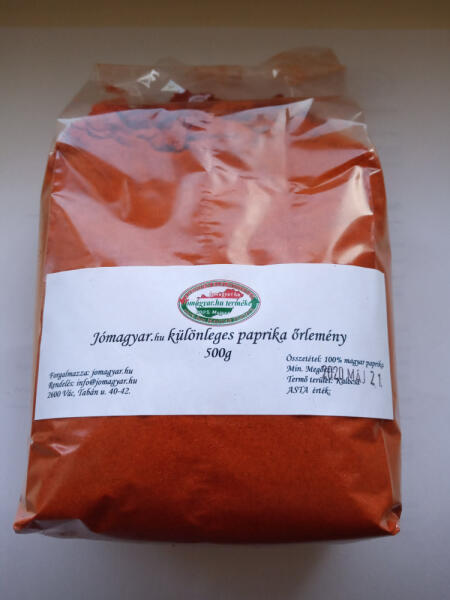 Jómagyar.hu terméke
Jómagyar.hu különleges paprika őrlemény
500g
Forgalmazza: jomagyar.hu
Rendelés: info@jomagyar.hu
2600 Vác, Tabán u. 40-42.
Összetétel: 100% magyar paprika
Min. Megőrzi
2020 MÁJ 21
Termő terület: Kalocsa
ASTA érték: